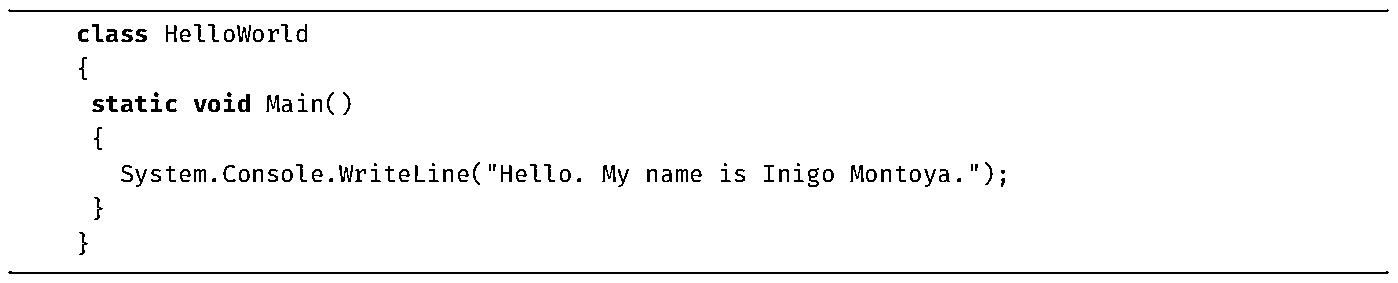 class HelloWorld
{
static void Main()
{
System.Console.WriteLine("Hello. My name is Inigo Montoya.");
}
}